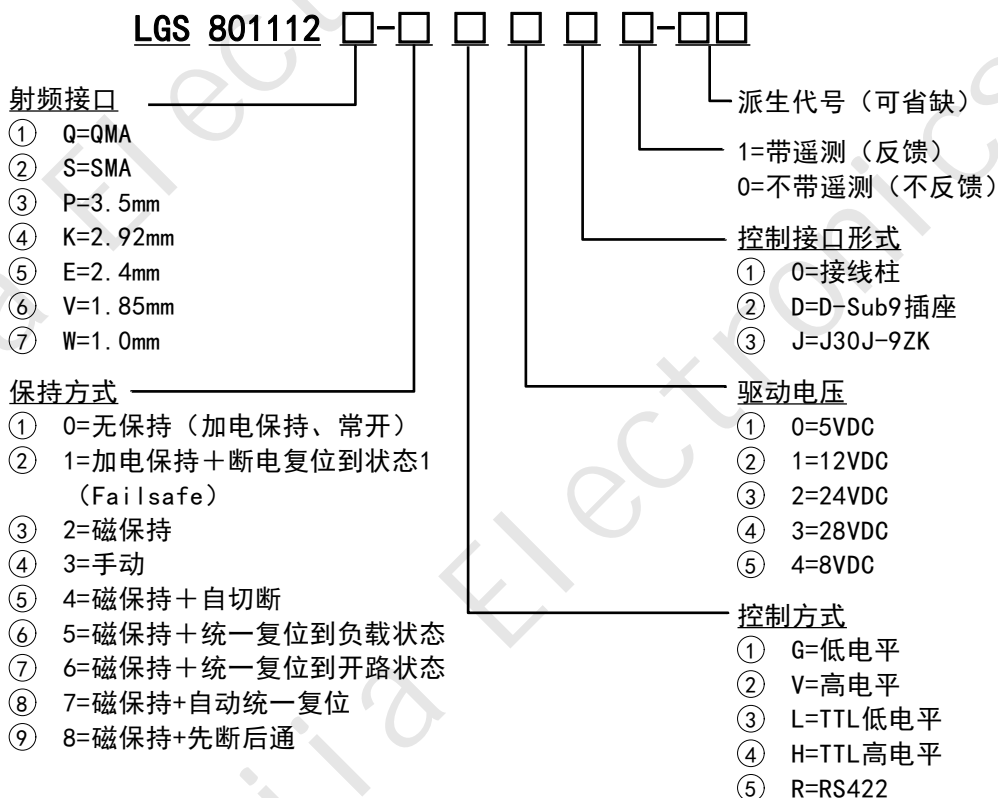 LGS 801112 □-□ □ □ □ □-□□
射频接口
① Q=QMA
② S=SMA
③ P=3.5mm
④ K=2.92mm
⑤ E=2.4mm
⑥ V=1.85mm
⑦ W=1.0mm
保持方式
① 0=无保持（加电保持、常开）
② 1=加电保持＋断电复位到状态1
（Failsafe）
③ 2=磁保持
④ 3=手动
⑤ 4=磁保持＋自切断
⑥ 5=磁保持＋统一复位到负载状态
⑦ 6=磁保持＋统一复位到开路状态
⑧ 7=磁保持+自动统一复位
⑨ 8=磁保持+先断后通
派生代号（可省缺）
1=带遥测（反馈）
0=不带遥测（不反馈）
控制接口形式
① 0=接线柱
② D=D-Sub9插座
③ J=J30J-9ZK
驱动电压
① 0=5VDC
② 1=12VDC
③ 2=24VDC
④ 3=28VDC
⑤ 4=8VDC
控制方式
① G=低电平
② V=高电平
③ L=TTL低电平
④ H=TTL高电平
⑤ R=RS422